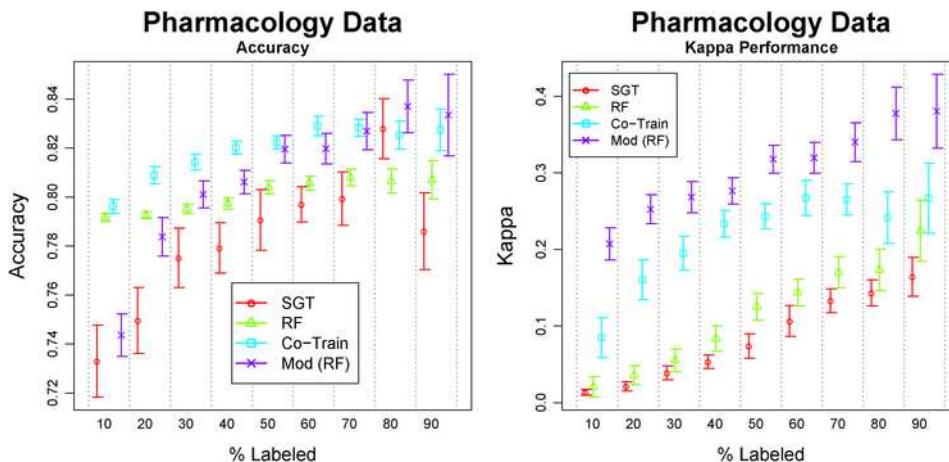 Pharmacology Data
Accuracy
Accuracy
0.84
0.82
0.80
0.78
0.76
0.74
0.72
SGT
RF
Co-Train
Mod (RF)
10 20 30 40 50 60 70 80 90
% Labeled
Pharmacology Data
Kappa Performance
Kappa
0.4
0.3
0.2
0.1
0.0
SGT
RF
Co-Train
Mod (RF)
10 20 30 40 50 60 70 80 90
% Labeled